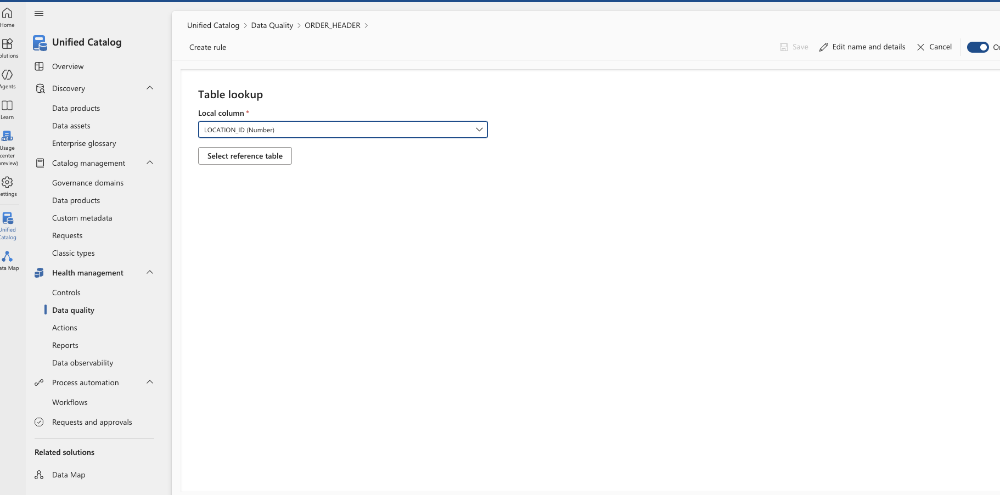 Home
olutions
Agents
Learn
Usage
center
preview)
ettings
Unified
Catalog
ata Map
Unified Catalog
Overview
Discovery
Data products
Data assets
Enterprise glossary
Catalog management
Governance domains
Data products
Custom metadata
Requests
Classic types
Health management
Controls
Data quality
Actions
Reports
Data observability
Process automation
Workflows
Requests and approvals
Related solutions
Data Map
Unified Catalog > Data Quality > ORDER_HEADER >
Create rule
Save
Edit name and details
Cancel
Table lookup
Local column *
LOCATION_ID (Number)
Select reference table